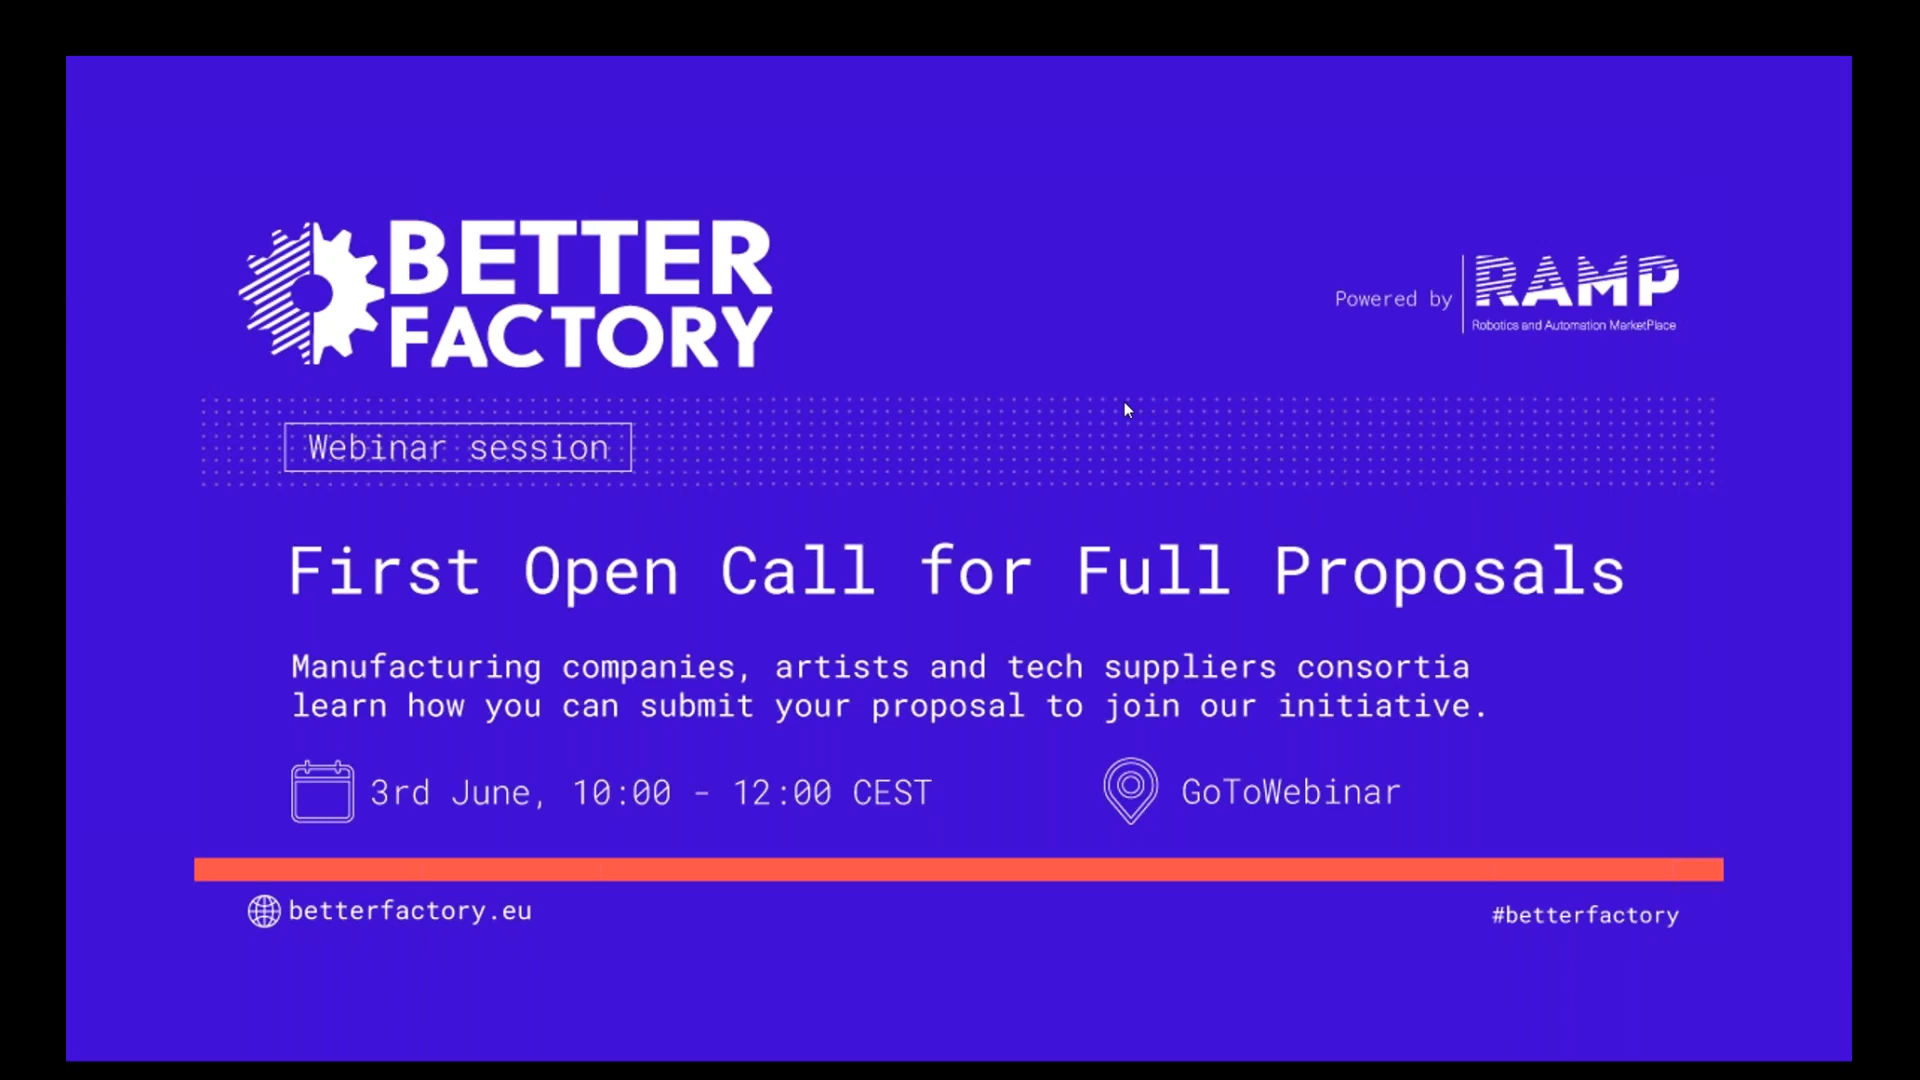 BETTER
FACTORY
Powered by
RAMP
Robotics and Automation MarketPlace
Webinar session
First Open Call for Full Proposals
Manufacturing companies, artists and tech suppliers consortia
learn how you can submit your proposal to join our initiative.
3rd June, 10:00 - 12:00 CEST
GoToWebinar
betterfactory.eu
#betterfactory